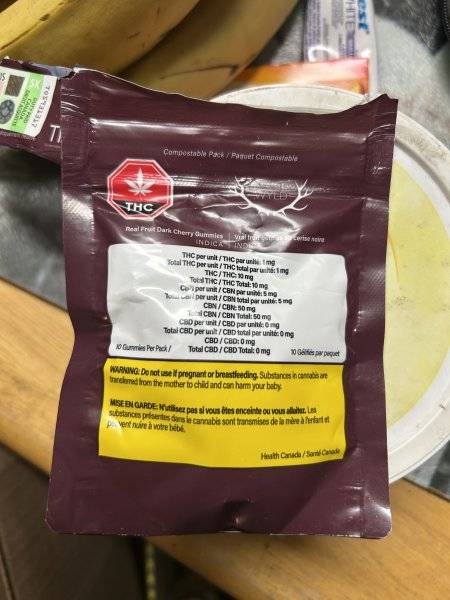 Compostable Pack / Paquet Compostable
THC
WYLD
Real Fruit Dark Cherry Gummies
INDICA
Vrai fruit cerise noire
THC per unit / THC par unité: 1 mg
Total THC per unit / THC total par unité: 1 mg
THC / THC: 10 mg
Total THC / THC Total: 10 mg
CBN per unit / CBN par unité: 5 mg
Total CBN per unit / CBN total par unité: 5 mg
CBN / CBN: 50 mg
Total CBN / CBN Total: 50 mg
CBD per unit / CBD par unité: 0 mg
Total CBD per unit / CBD total par unité: 0 mg
CBD / CBD: 0 mg
Total CBD / CBD Total: 0 mg
10 Gummies Per Pack /
10 Gélifiés par paquet
WARNING: Do not use if pregnant or breastfeeding. Substances in cannabis are
transferred from the mother to child and can harm your baby.
MISE EN GARDE: N'utilisez pas si vous êtes enceinte ou vous allaitez. Les
substances présentes dans le cannabis sont transmises de la mère à l'enfant et
peuvent nuire à votre bébé.
Health Canada / Santé Canada